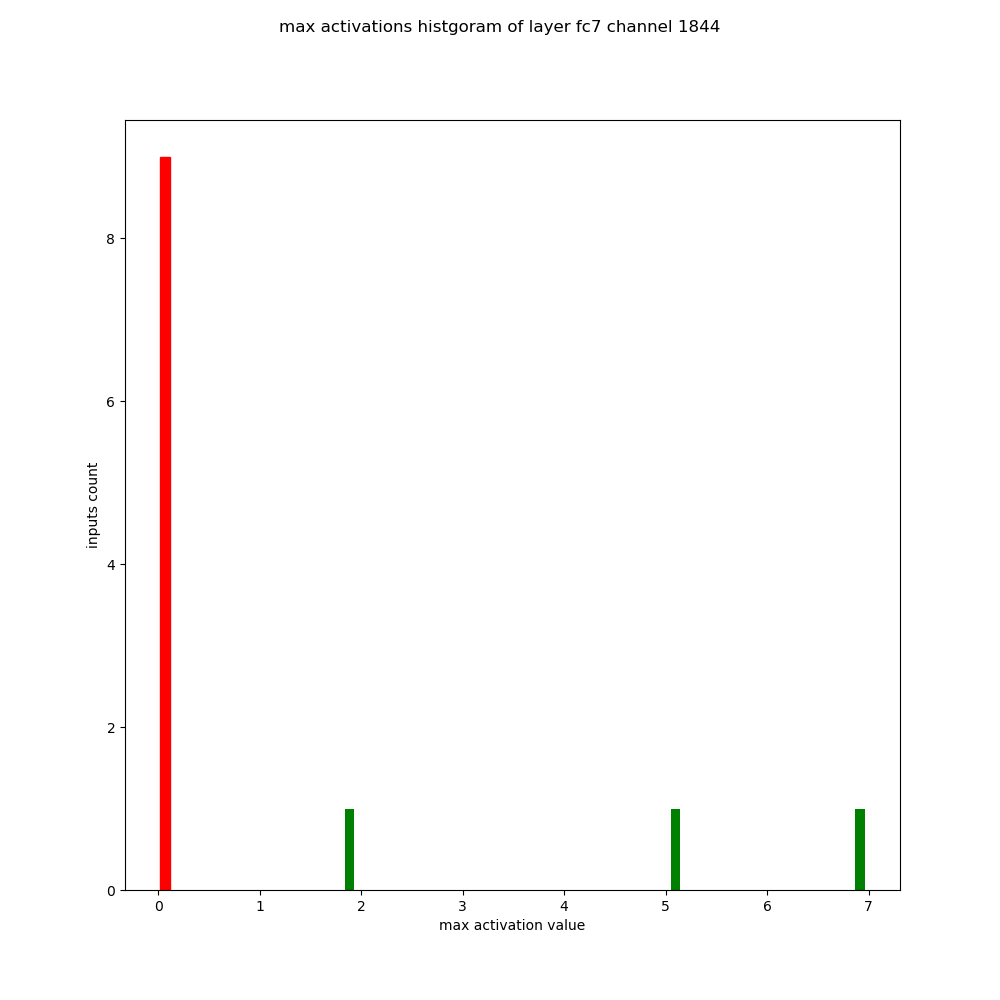 max activations histgoram of layer fc7 channel 1844
8
6
4
2
0
inputs count
0 1 2 3 4 5 6 7
max activation value